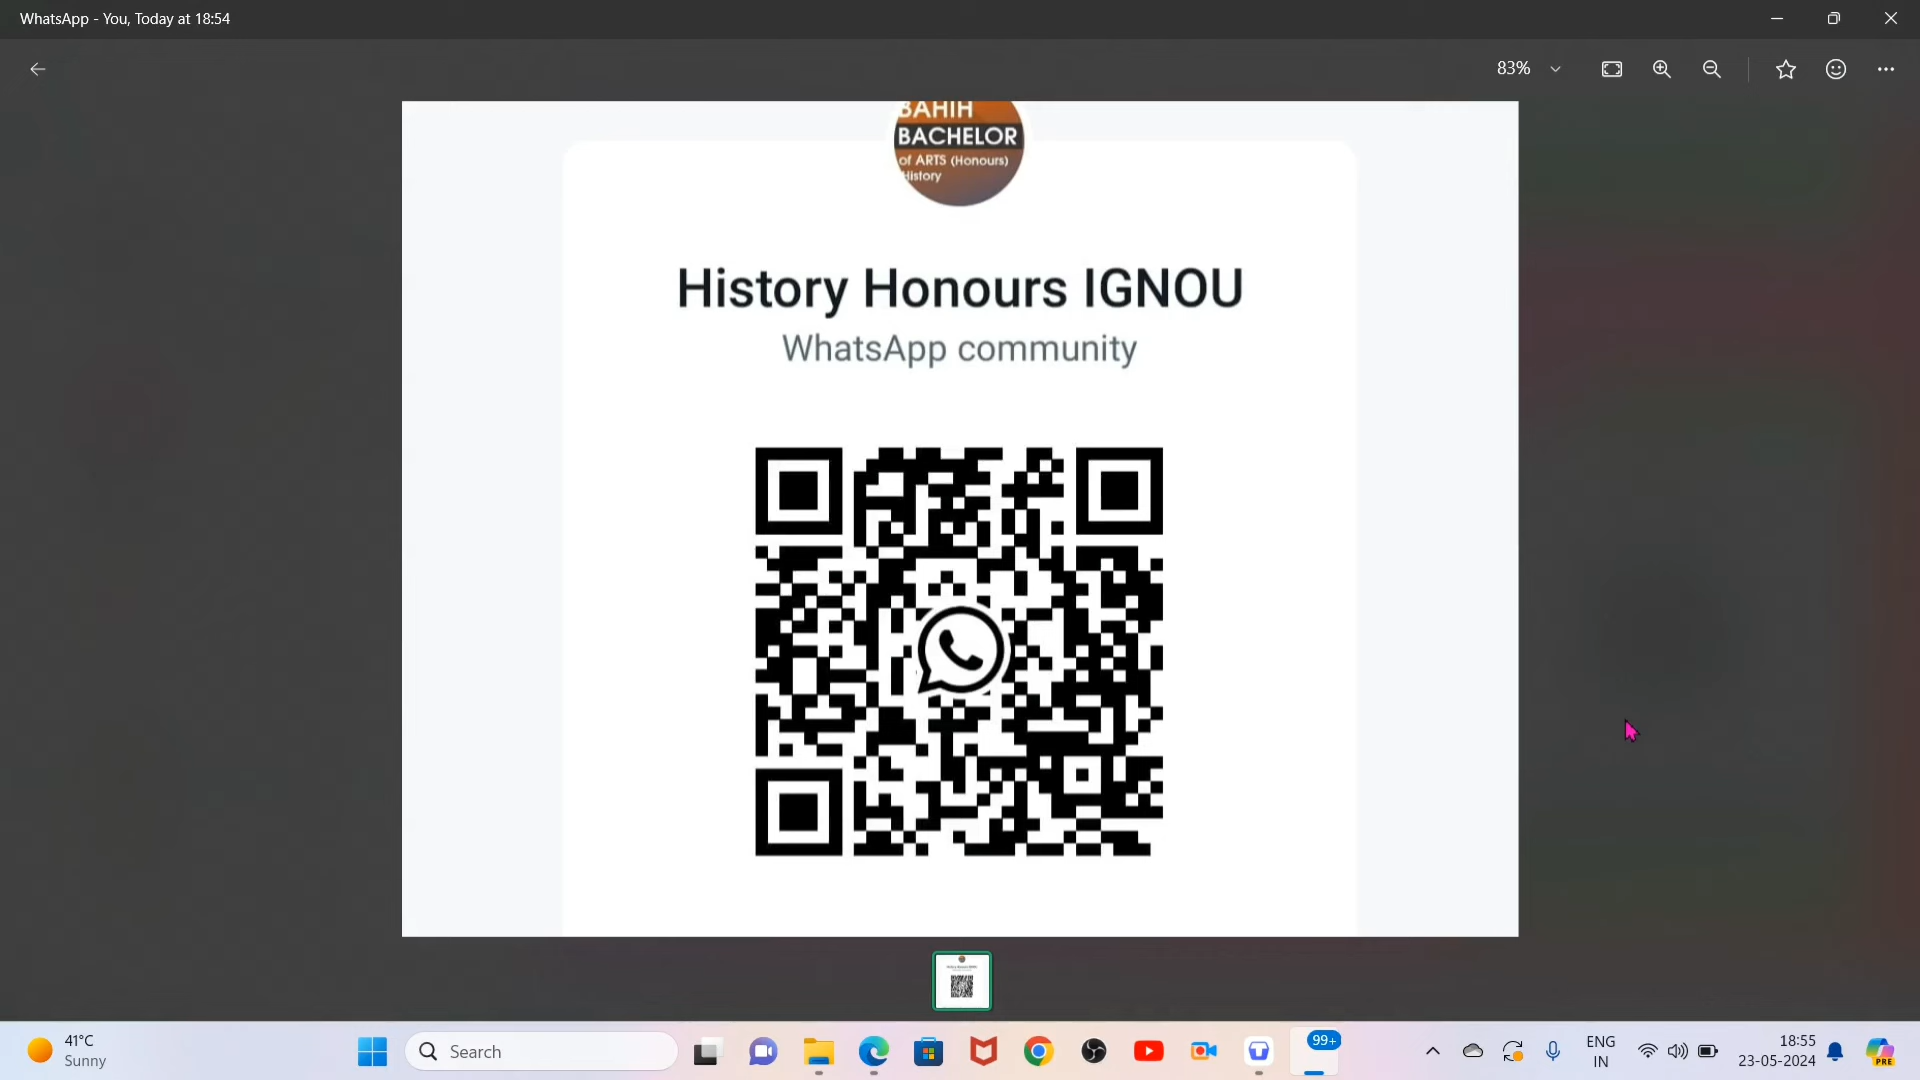 WhatsApp - You, Today at 18:54
83%
BAHIH
BACHELOR
of ARTS (Honours)
History
History Honours IGNOU
WhatsApp community
41°C
Sunny
Search
99+
ENG
IN
18:55
23-05-2024
PRE